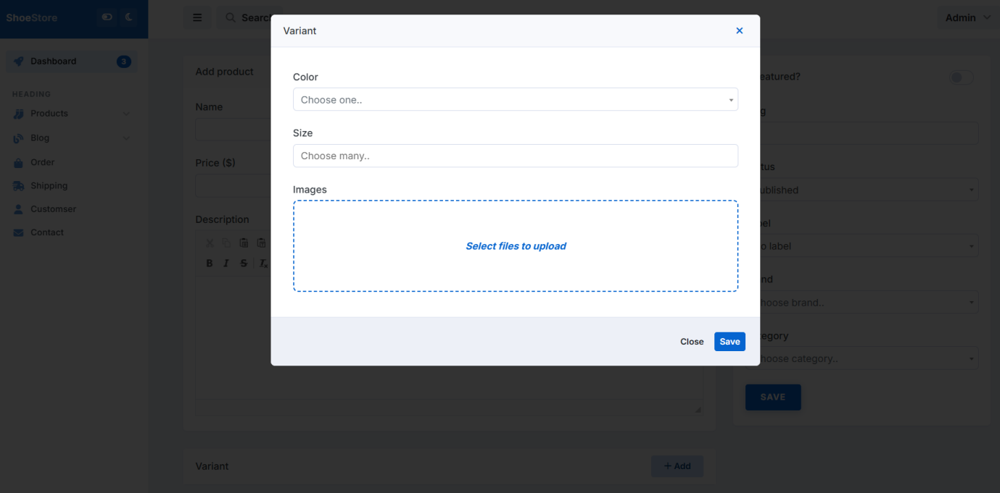 ShoeStore
Search
Admin
Dashboard
3
HEADING
Products
Blog
Order
Shipping
Customser
Contact
Add product
Name
Price ($)
Description
B I S
Variant
+ Add
Variant
Color
Choose one..
Size
Choose many..
Images
Select files to upload
Close
Save
eatured?
g
tus
ublished
el
o label
nd
hoose brand..
egory
hoose category..
SAVE